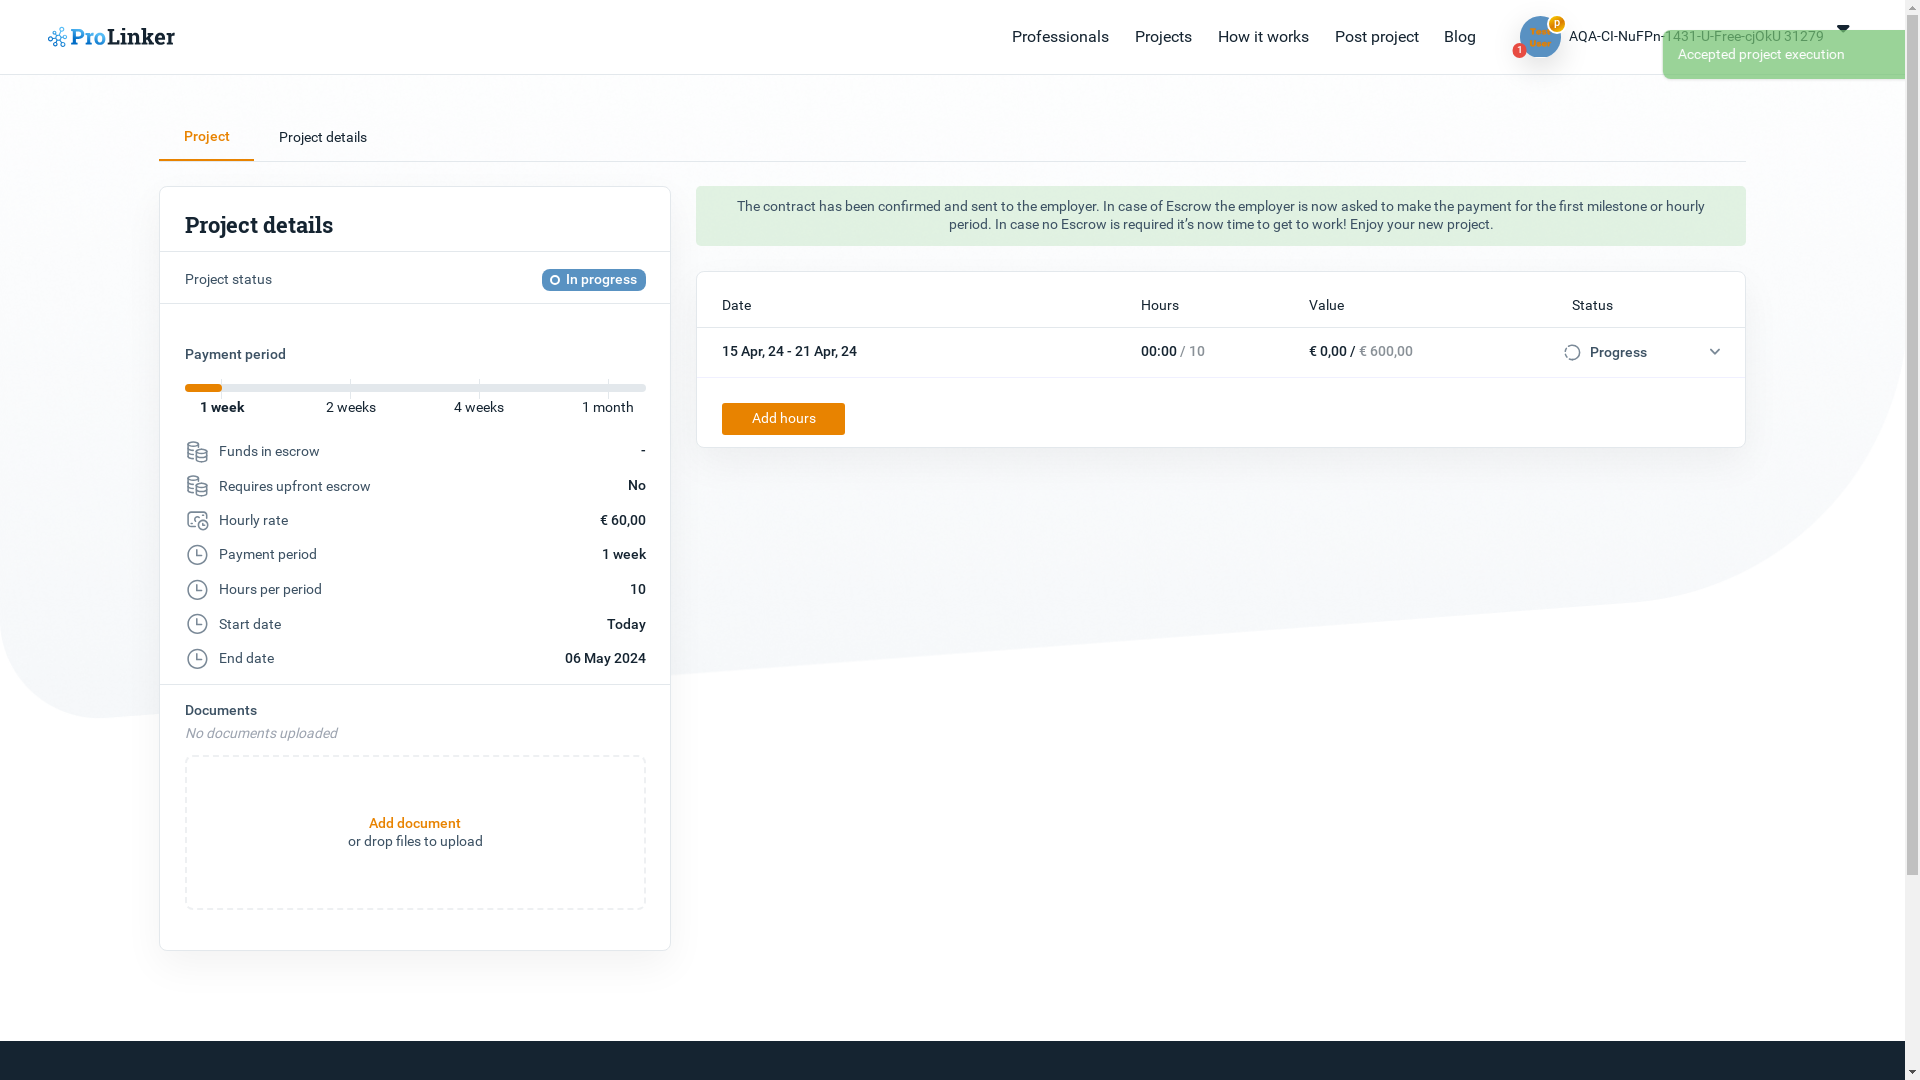 ProLinker
Professionals Projects How it works Post project Blog
P
1
AQA-CI-NuFPn-1431-U-Free-cjOkU 31279
Accepted project execution
Project Project details
Project details
Project status In progress
Payment period
1 week 2 weeks 4 weeks 1 month
Funds in escrow -
Requires upfront escrow No
Hourly rate € 60,00
Payment period 1 week
Hours per period 10
Start date Today
End date 06 May 2024
Documents
No documents uploaded
Add document
or drop files to upload
The contract has been confirmed and sent to the employer. In case of Escrow the employer is now asked to make the payment for the first milestone or hourly
period. In case no Escrow is required it’s now time to get to work! Enjoy your new project.
Date Hours Value Status
15 Apr, 24 - 21 Apr, 24 00:00 / 10 € 0,00 / € 600,00 Progress
Add hours